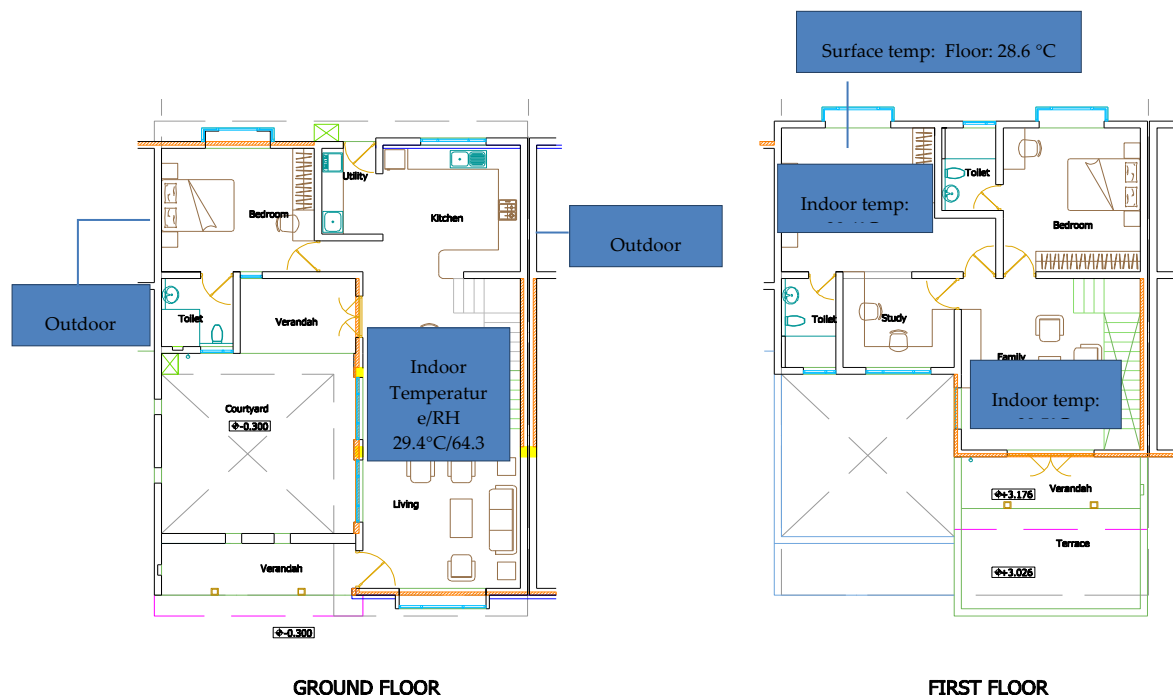 Surface temp: Floor: 28.6 °C
Utility
Bedroom
Kitchen
Outdoor
Outdoor
Toilet
Verandah
Indoor
Temperatur
e/RH
29.4°C/64.3
Courtyard
-0.300
Living
Verandah
-0.300
GROUND FLOOR
Toilet
Indoor temp:
Bedroom
Toilet
Study
Family
Indoor temp:
+3.176
Verandah
Terrace
+3.026
FIRST FLOOR